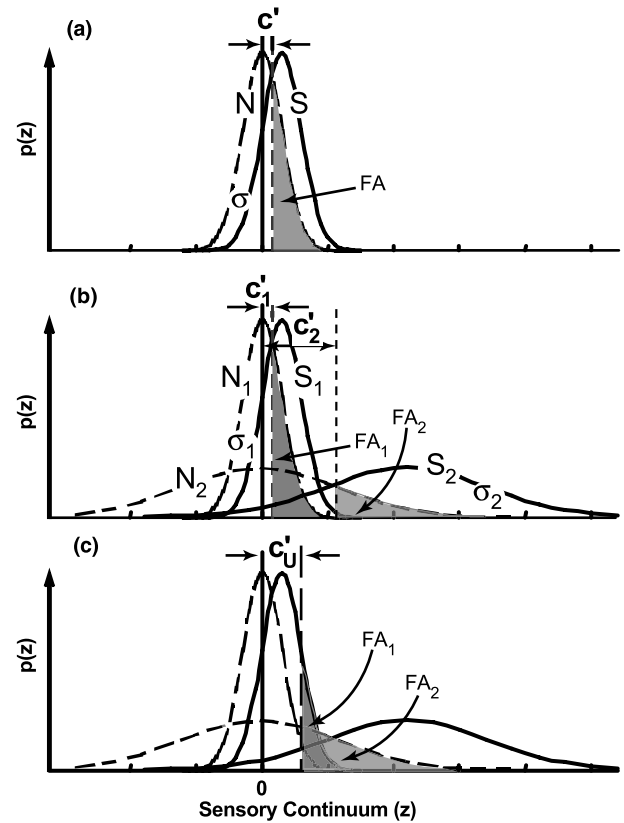 (a)
c'
N
S
σ
FA
p(z)
(b)
c'₁
c'₂
N₁
S₁
σ₁
FA₁
FA₂
N₂
S₂
σ₂
p(z)
(c)
c'U
FA₁
FA₂
p(z)
0
Sensory Continuum (z)